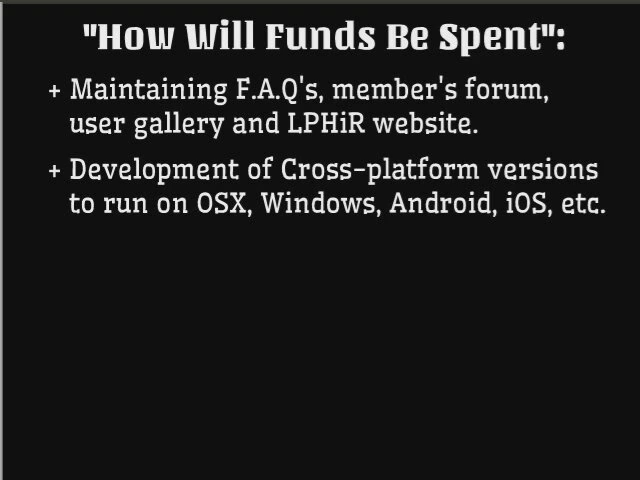 "How Will Funds Be Spent":
+ Maintaining F.A.Q's, member's forum,
user gallery and LPHiR website.
+ Development of Cross-platform versions
to run on OSX, Windows, Android, iOS, etc.